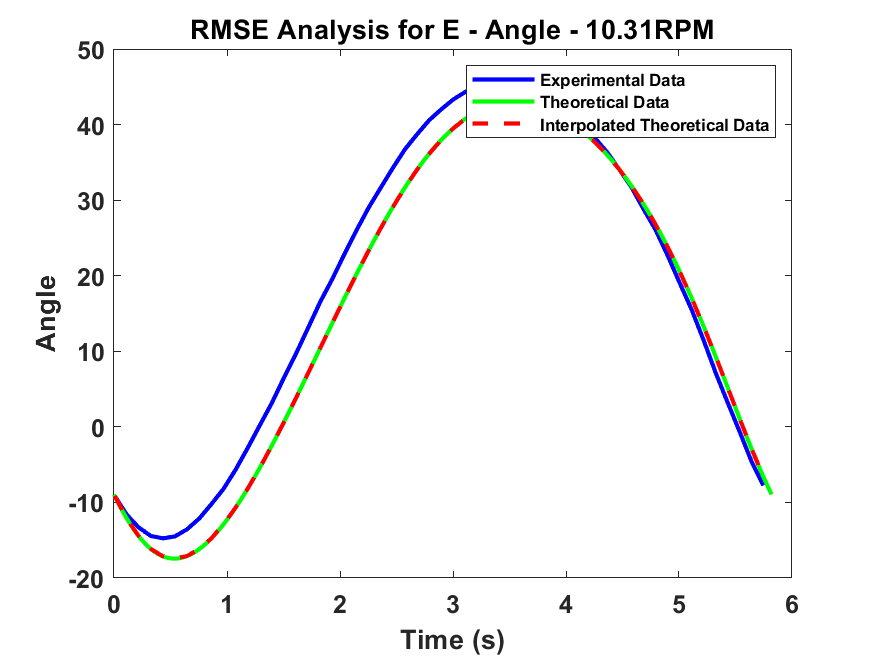 RMSE Analysis for E - Angle - 10.31RPM
50
40
30
20
10
0
-10
-20
Angle
Experimental Data
Theoretical Data
Interpolated Theoretical Data
0 1 2 3 4 5 6
Time (s)